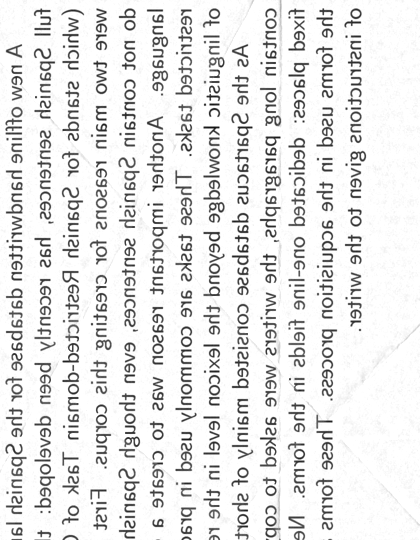 A new offline handwritten database for the Spanish
full Spanish sentences, has recently been developed:
(which stands for Spanish Restricted-domain Task of
were two main reasons for creating this corpus. First
do not contain Spanish sentences, even though Spanish
language. Another important reason was to create a
restricted tasks. These tasks are commonly used in
of linguistic knowledge beyond the lexicon level in the
As the Spartacus database consisted mainly of short
contain long paragraphs, the writers were asked to
fixed places: dedicated one-line fields in the forms.
the forms used in the acquisition process. These forms
of instructions given to the writer.